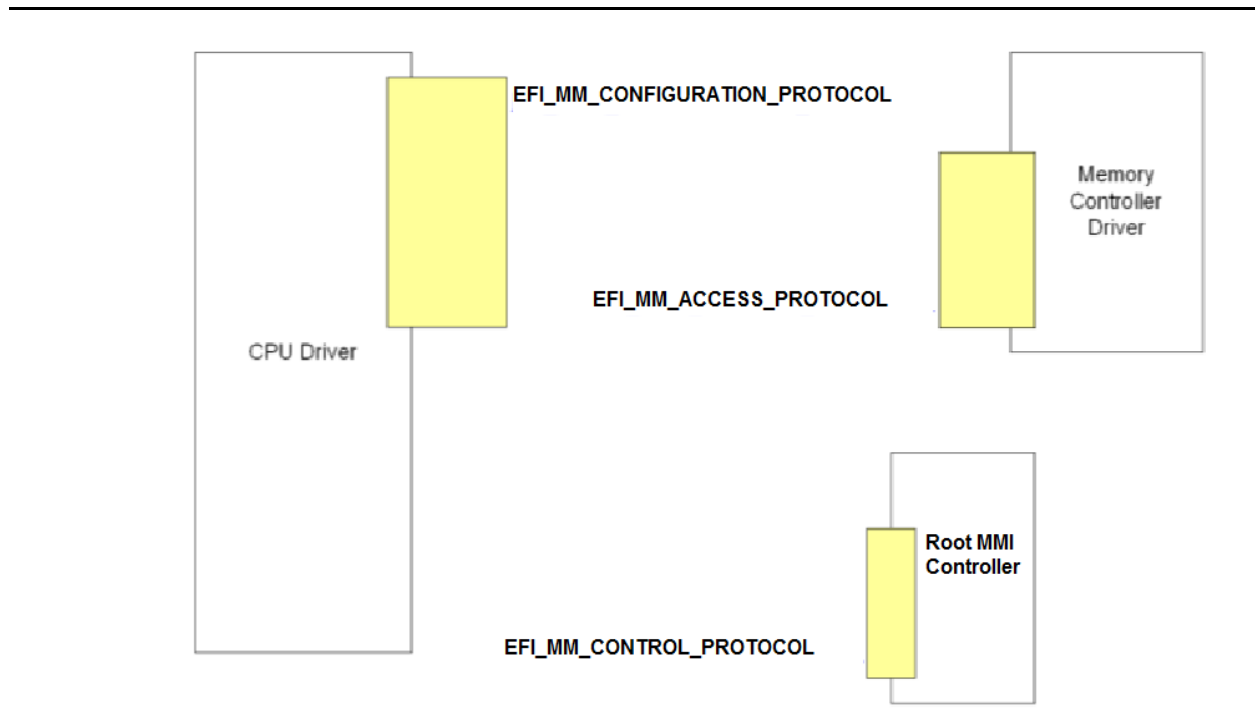 EFI_MM_CONFIGURATION_PROTOCOL
Memory
Controller
Driver
EFI_MM_ACCESS_PROTOCOL
CPU Driver
Root MMI
Controller
EFI_MM_CONTROL_PROTOCOL